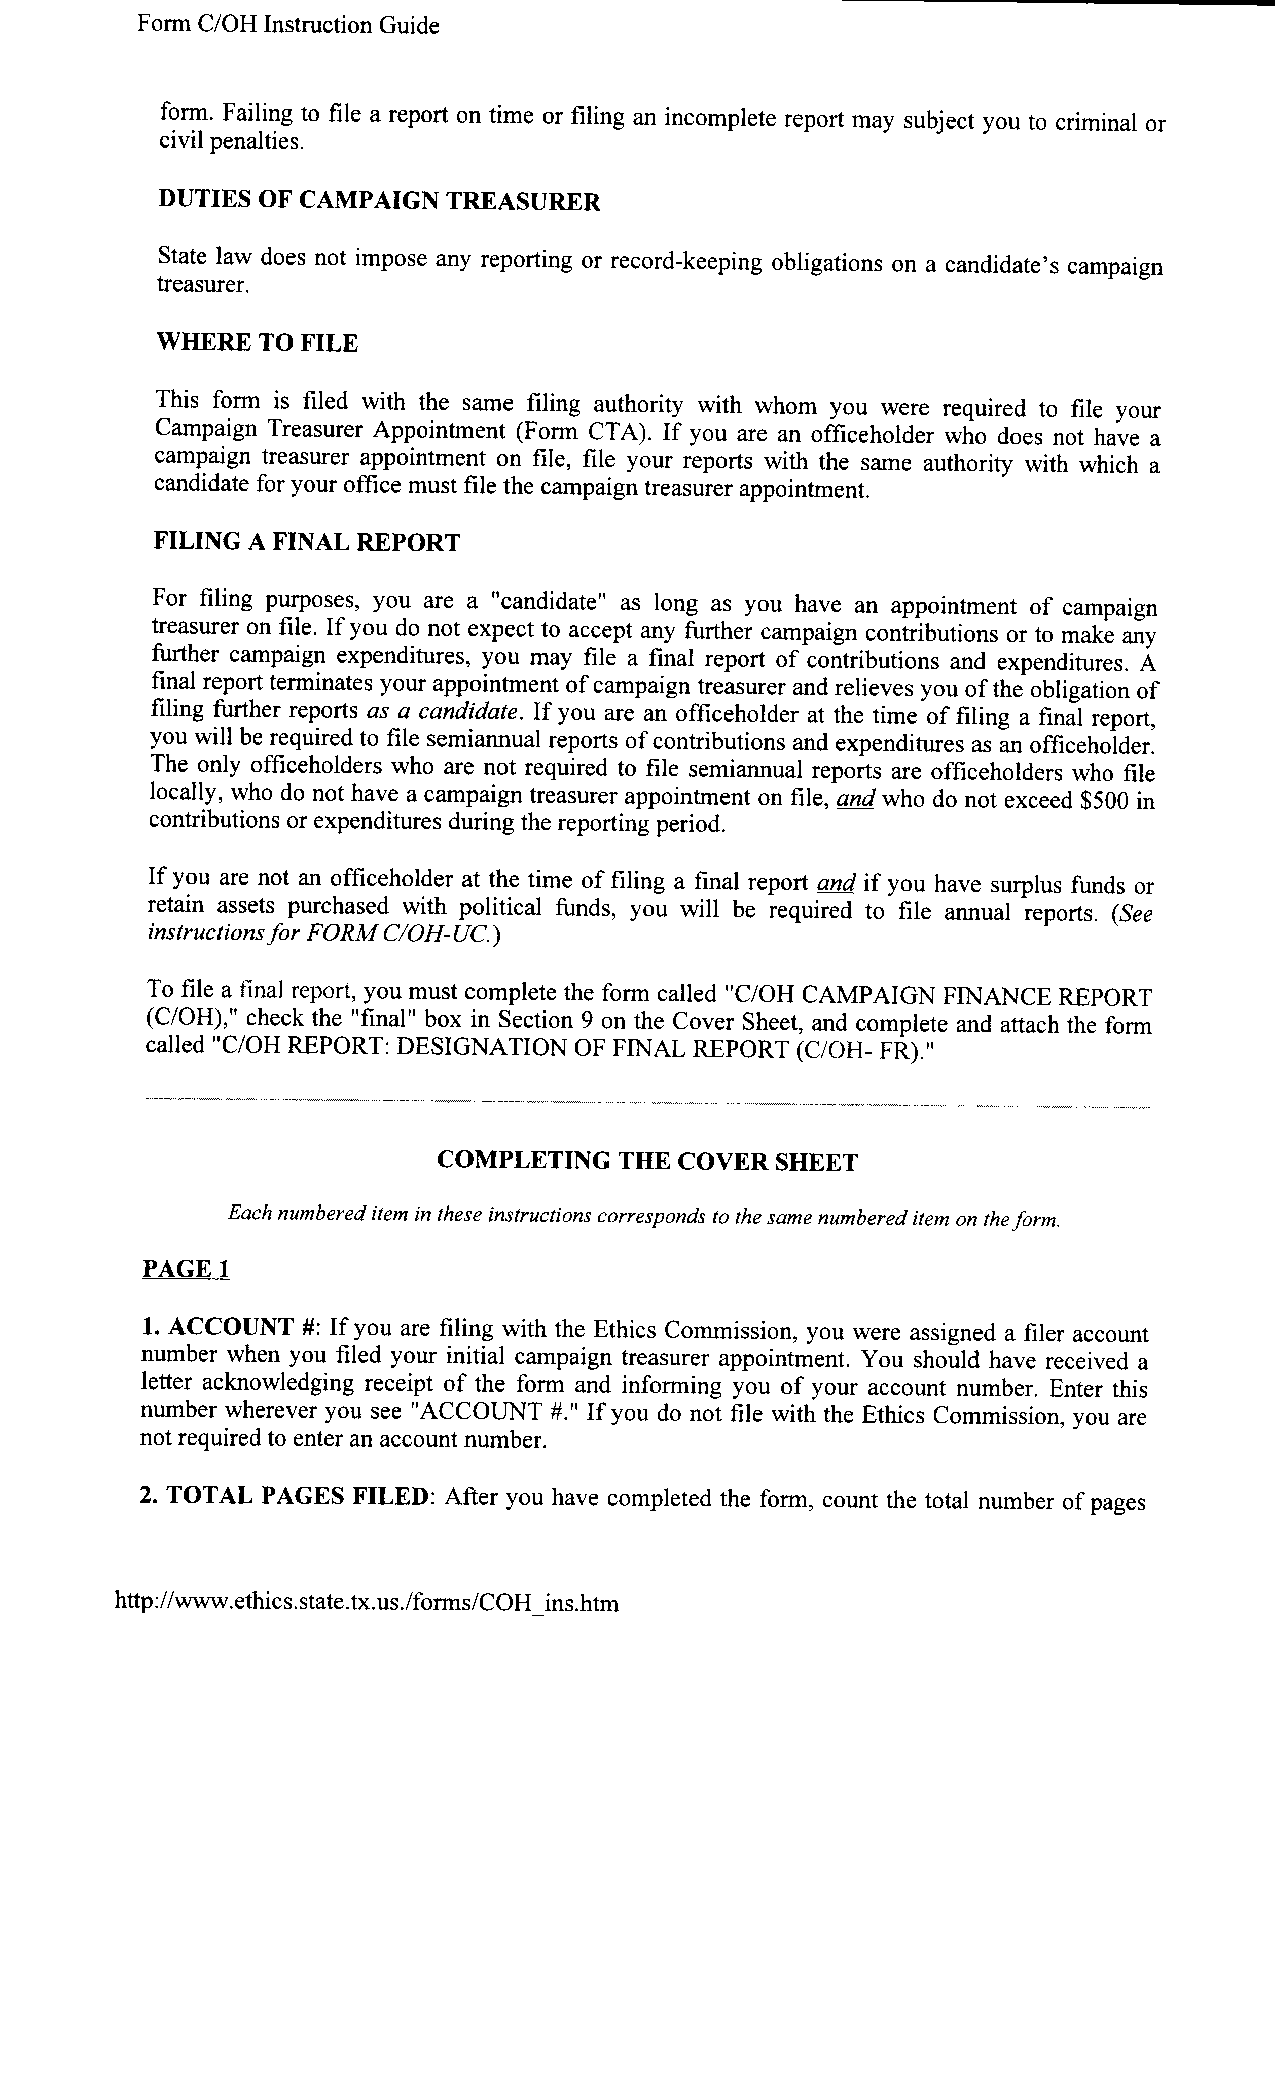 Form C/OH Instruction Guide
form. Failing to file a report on time or filing an incomplete report may subject you to criminal or
civil penalties.
DUTIES OF CAMPAIGN TREASURER
State law does not impose any reporting or record-keeping obligations on a candidate's campaign
treasurer.
WHERE TO FILE
This form is filed with the same filing authority with whom you were required to file your
Campaign Treasurer Appointment (Form CTA). If you are an officeholder who does not have a
campaign treasurer appointment on file, file your reports with the same authority with which a
candidate for your office must file the campaign treasurer appointment.
FILING A FINAL REPORT
For filing purposes, you are a "candidate" as long as you have an appointment of campaign
treasurer on file. If you do not expect to accept any further campaign contributions or to make any
further campaign expenditures, you may file a final report of contributions and expenditures. A
final report terminates your appointment of campaign treasurer and relieves you of the obligation of
filing further reports as a candidate. If you are an officeholder at the time of filing a final report,
you will be required to file semiannual reports of contributions and expenditures as an officeholder.
The only officeholders who are not required to file semiannual reports are officeholders who file
locally, who do not have a campaign treasurer appointment on file, and who do not exceed $500 in
contributions or expenditures during the reporting period.
If you are not an officeholder at the time of filing a final report and if you have surplus funds or
retain assets purchased with political funds, you will be required to file annual reports. (See
instructions for FORM C/OH-UC.)
To file a final report, you must complete the form called "C/OH CAMPAIGN FINANCE REPORT
(C/OH)," check the "final" box in Section 9 on the Cover Sheet, and complete and attach the form
called "C/OH REPORT: DESIGNATION OF FINAL REPORT (C/OH- FR)."
COMPLETING THE COVER SHEET
Each numbered item in these instructions corresponds to the same numbered item on the form.
PAGE 1
1. ACCOUNT #: If you are filing with the Ethics Commission, you were assigned a filer account
number when you filed your initial campaign treasurer appointment. You should have received a
letter acknowledging receipt of the form and informing you of your account number. Enter this
number wherever you see "ACCOUNT #." If you do not file with the Ethics Commission, you are
not required to enter an account number.
2. TOTAL PAGES FILED: After you have completed the form, count the total number of pages
http://www.ethics.state.tx.us./forms/COH_ins.htm